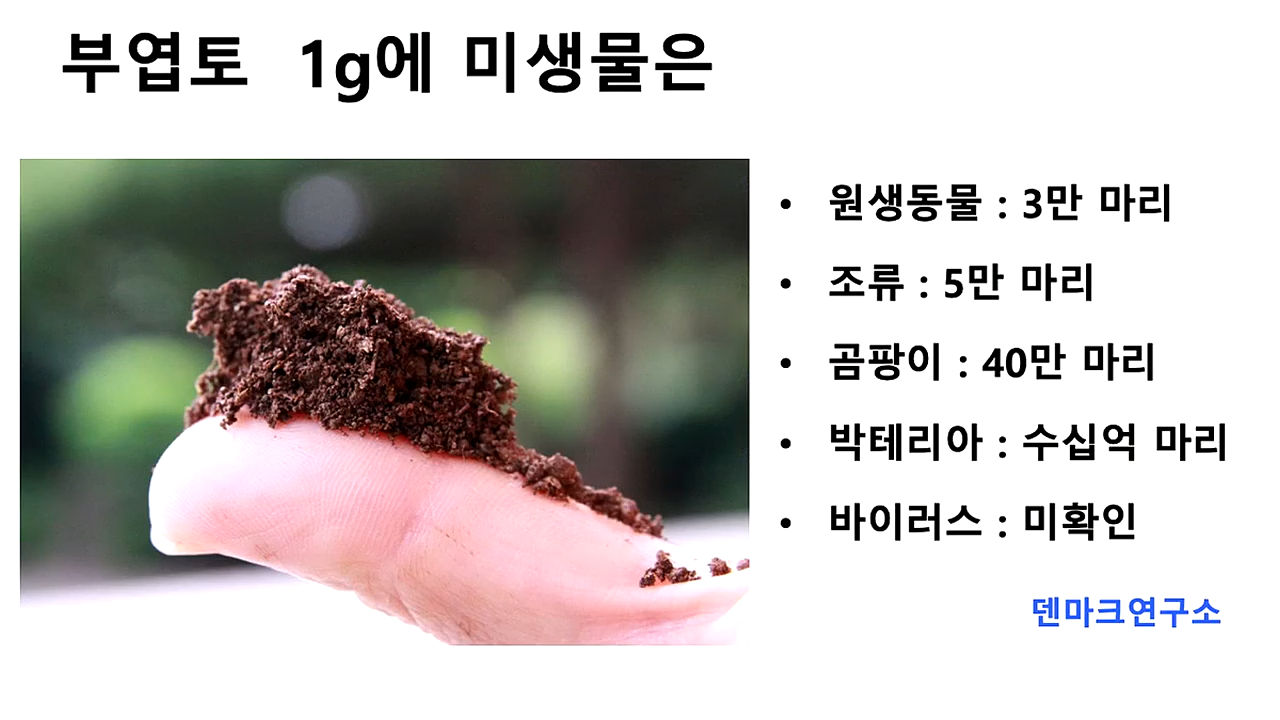 부엽토 1g에 미생물은
• 원생동물 : 3만 마리
• 조류 : 5만 마리
• 곰팡이 : 40만 마리
• 박테리아 : 수십억 마리
• 바이러스 : 미확인
덴마크연구소